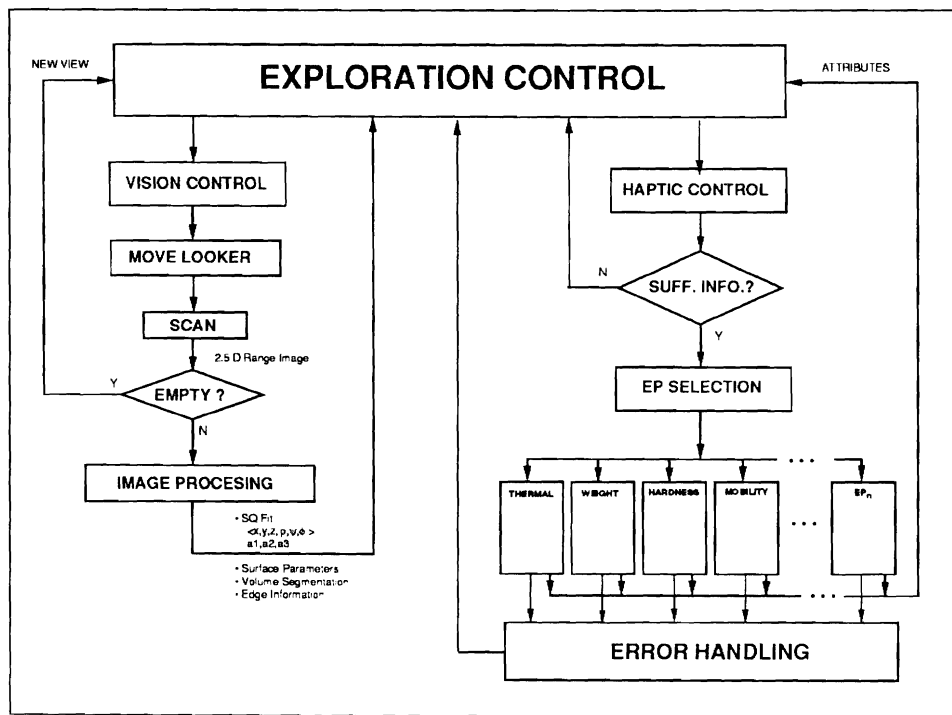 EXPLORATION CONTROL
NEW VIEW
ATTRIBUTES
VISION CONTROL
MOVE LOOKER
SCAN
2.5 D Range Image
Y
EMPTY ?
N
IMAGE PROCESING
• SQ Fit
<x,y,z,p,ψ,ϕ >
a1,a2,a3
• Surface Parameters
• Volume Segmentation
• Edge Information
HAPTIC CONTROL
N
SUFF. INFO.?
Y
EP SELECTION
THERMAL
WEIGHT
HARDNESS
MOBILITY
EPn
ERROR HANDLING